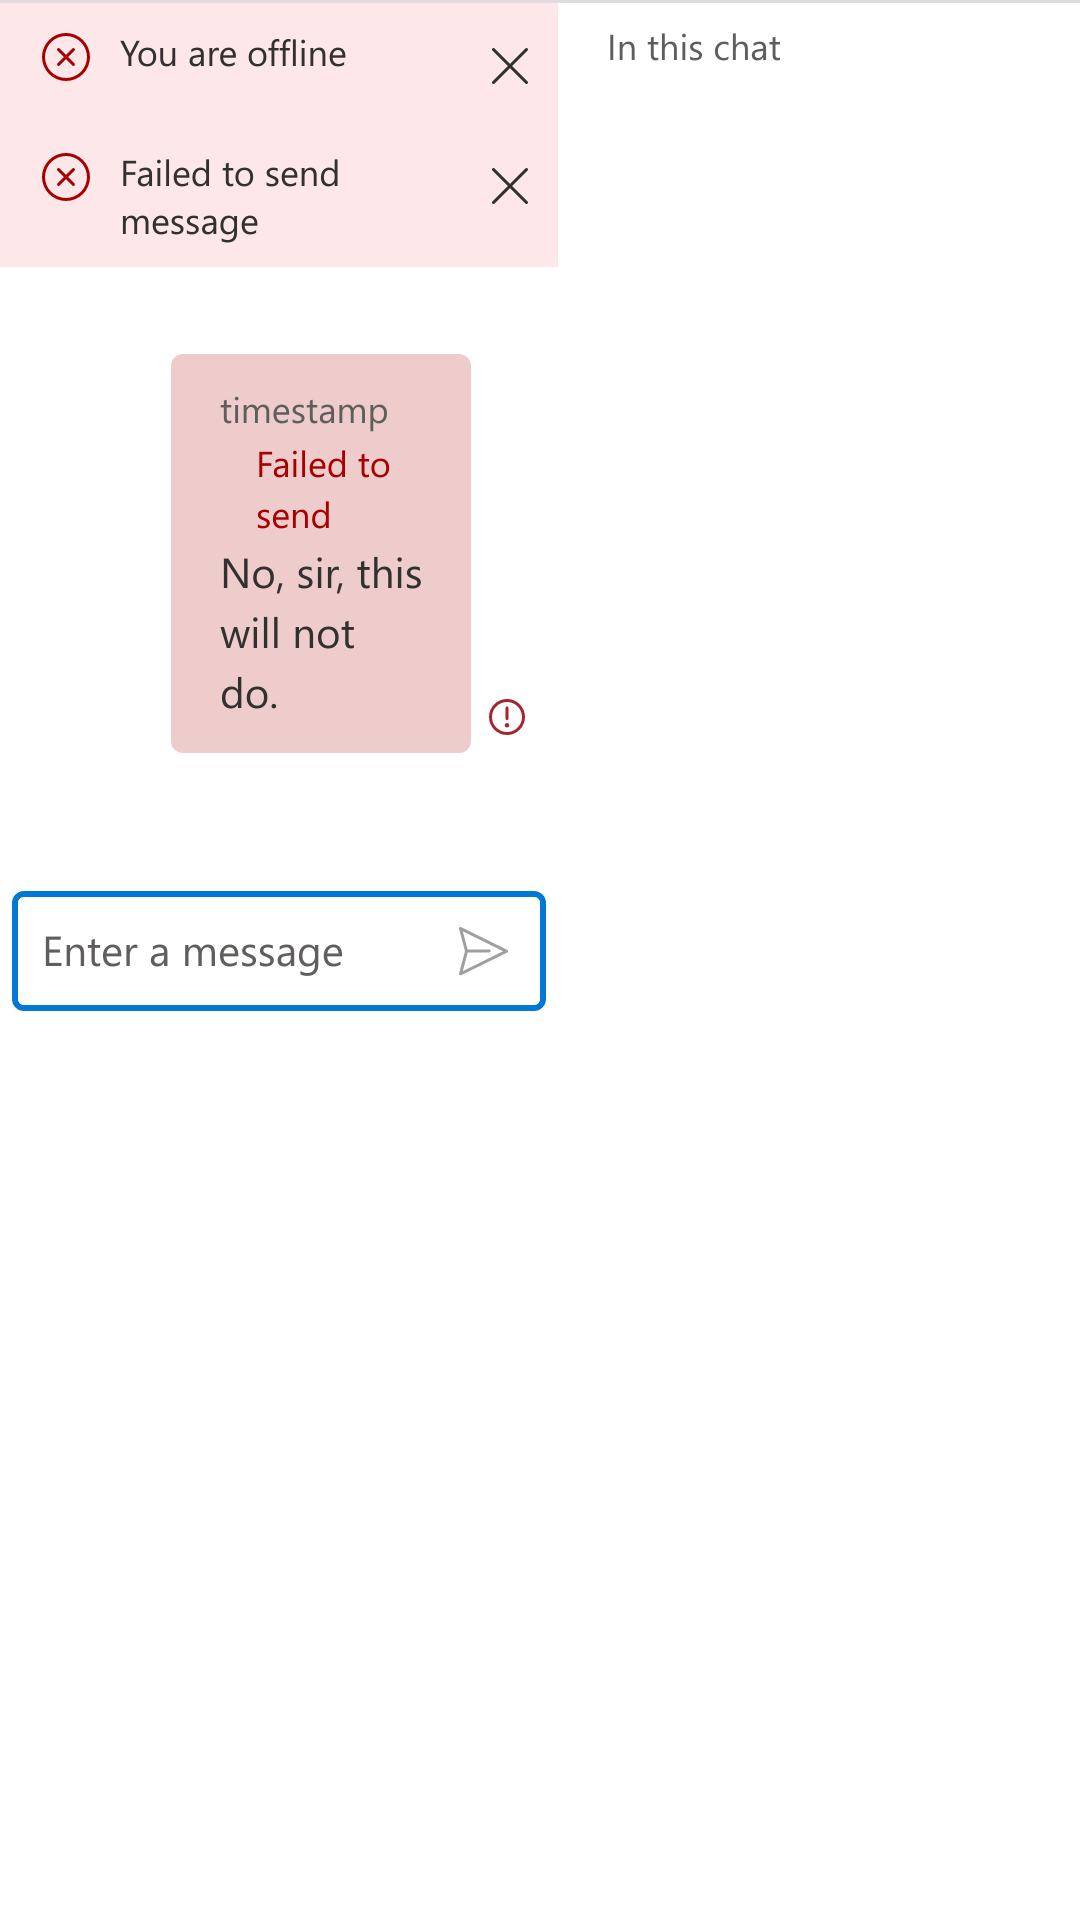 You are offline
Failed to send
message
In this chat
timestamp
Failed to
send
No, sir, this
will not
do.
Enter a message